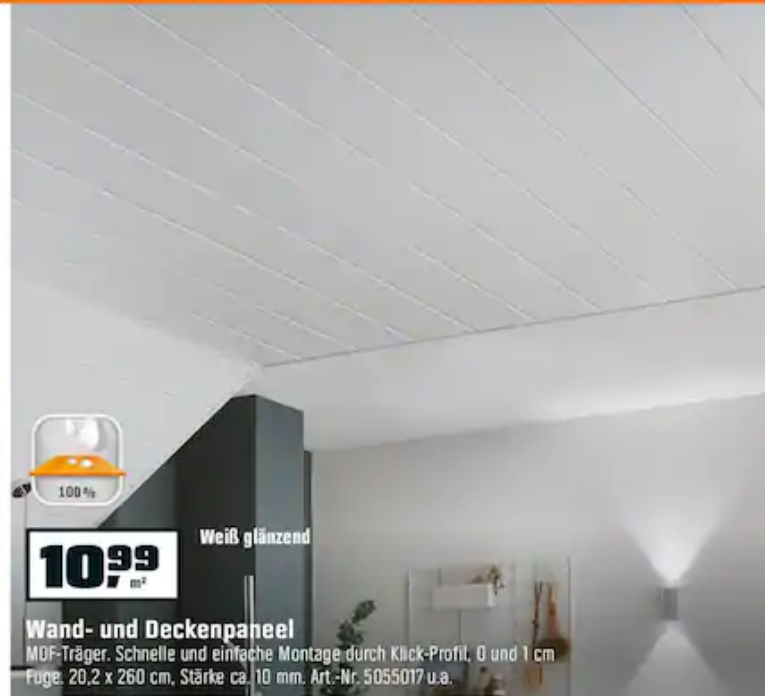 100%
Weiß glänzend
10,99
m²
Wand- und Deckenpaneel
MDF-Träger. Schnelle und einfache Montage durch Klick-Profil, 0 und 1 cm
Fuge. 20,2 x 260 cm, Stärke ca. 10 mm. Art.-Nr. 5055017 u.a.